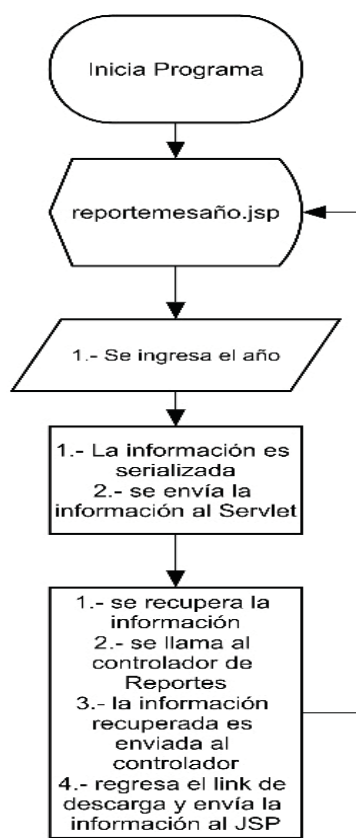 Inicia Programa
reportemesaño.jsp
1.- Se ingresa el año
1.- La información es
serializada
2.- se envía la
información al Servlet
1.- se recupera la
información
2.- se llama al
controlador de
Reportes
3.- la información
recuperada es
enviada al
controlador
4.- regresa el link de
descarga y envía la
información al JSP